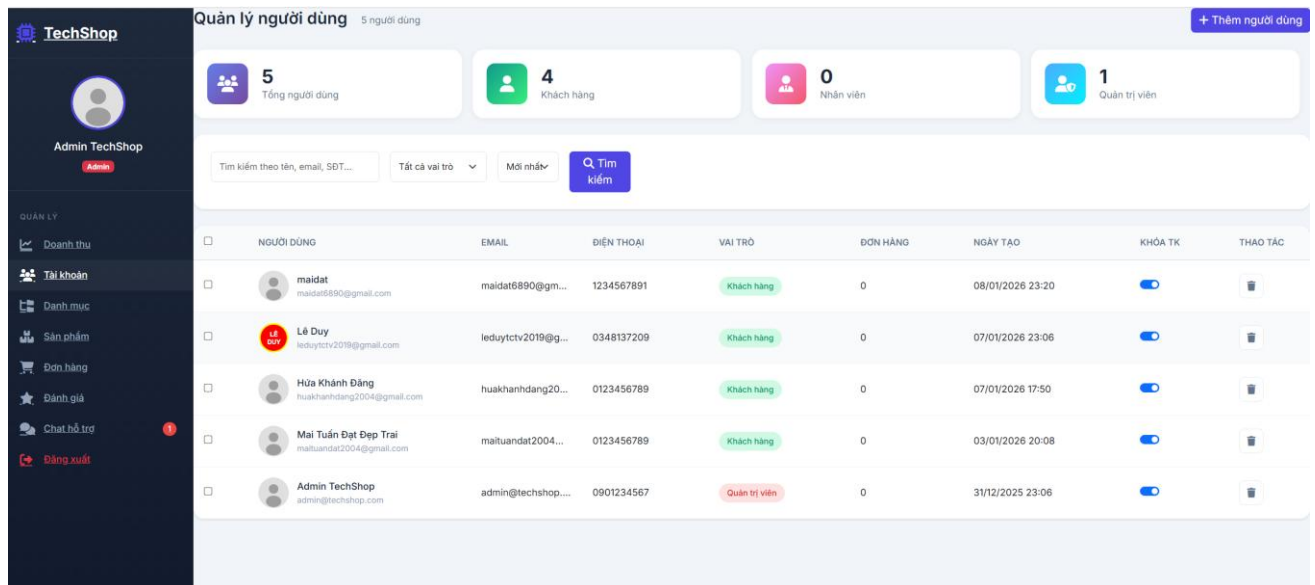 TechShop
Admin TechShop
Admin
QUẢN LÝ
Doanh thu
Tài khoản
Danh mục
Sản phẩm
Đơn hàng
Đánh giá
Chat hỗ trợ 1
Đăng xuất
Quản lý người dùng 5 người dùng
+ Thêm người dùng
5
Tổng người dùng
4
Khách hàng
0
Nhân viên
1
Quản trị viên
Tìm kiếm theo tên, email, SĐT...
Tất cả vai trò
Mới nhất
Tìm
kiếm
NGƯỜI DÙNG EMAIL ĐIỆN THOẠI VAI TRÒ ĐƠN HÀNG NGÀY TẠO KHÓA TK THAO TÁC
maidat maidat6890@gm... 1234567891 Khách hàng 0 08/01/2026 23:20
maidat6890@gmail.com
LÊ
DUY
Lê Duy leduytctv2019@g... 0348137209 Khách hàng 0 07/01/2026 23:06
leduytctv2019@gmail.com
Hứa Khánh Đăng huakhanhdang20... 0123456789 Khách hàng 0 07/01/2026 17:50
huakhanhdang2004@gmail.com
Mai Tuấn Đạt Đẹp Trai maituandat2004... 0123456789 Khách hàng 0 03/01/2026 20:08
maituandat2004@gmail.com
Admin TechShop admin@techshop.... 0901234567 Quản trị viên 0 31/12/2025 23:06
admin@techshop.com